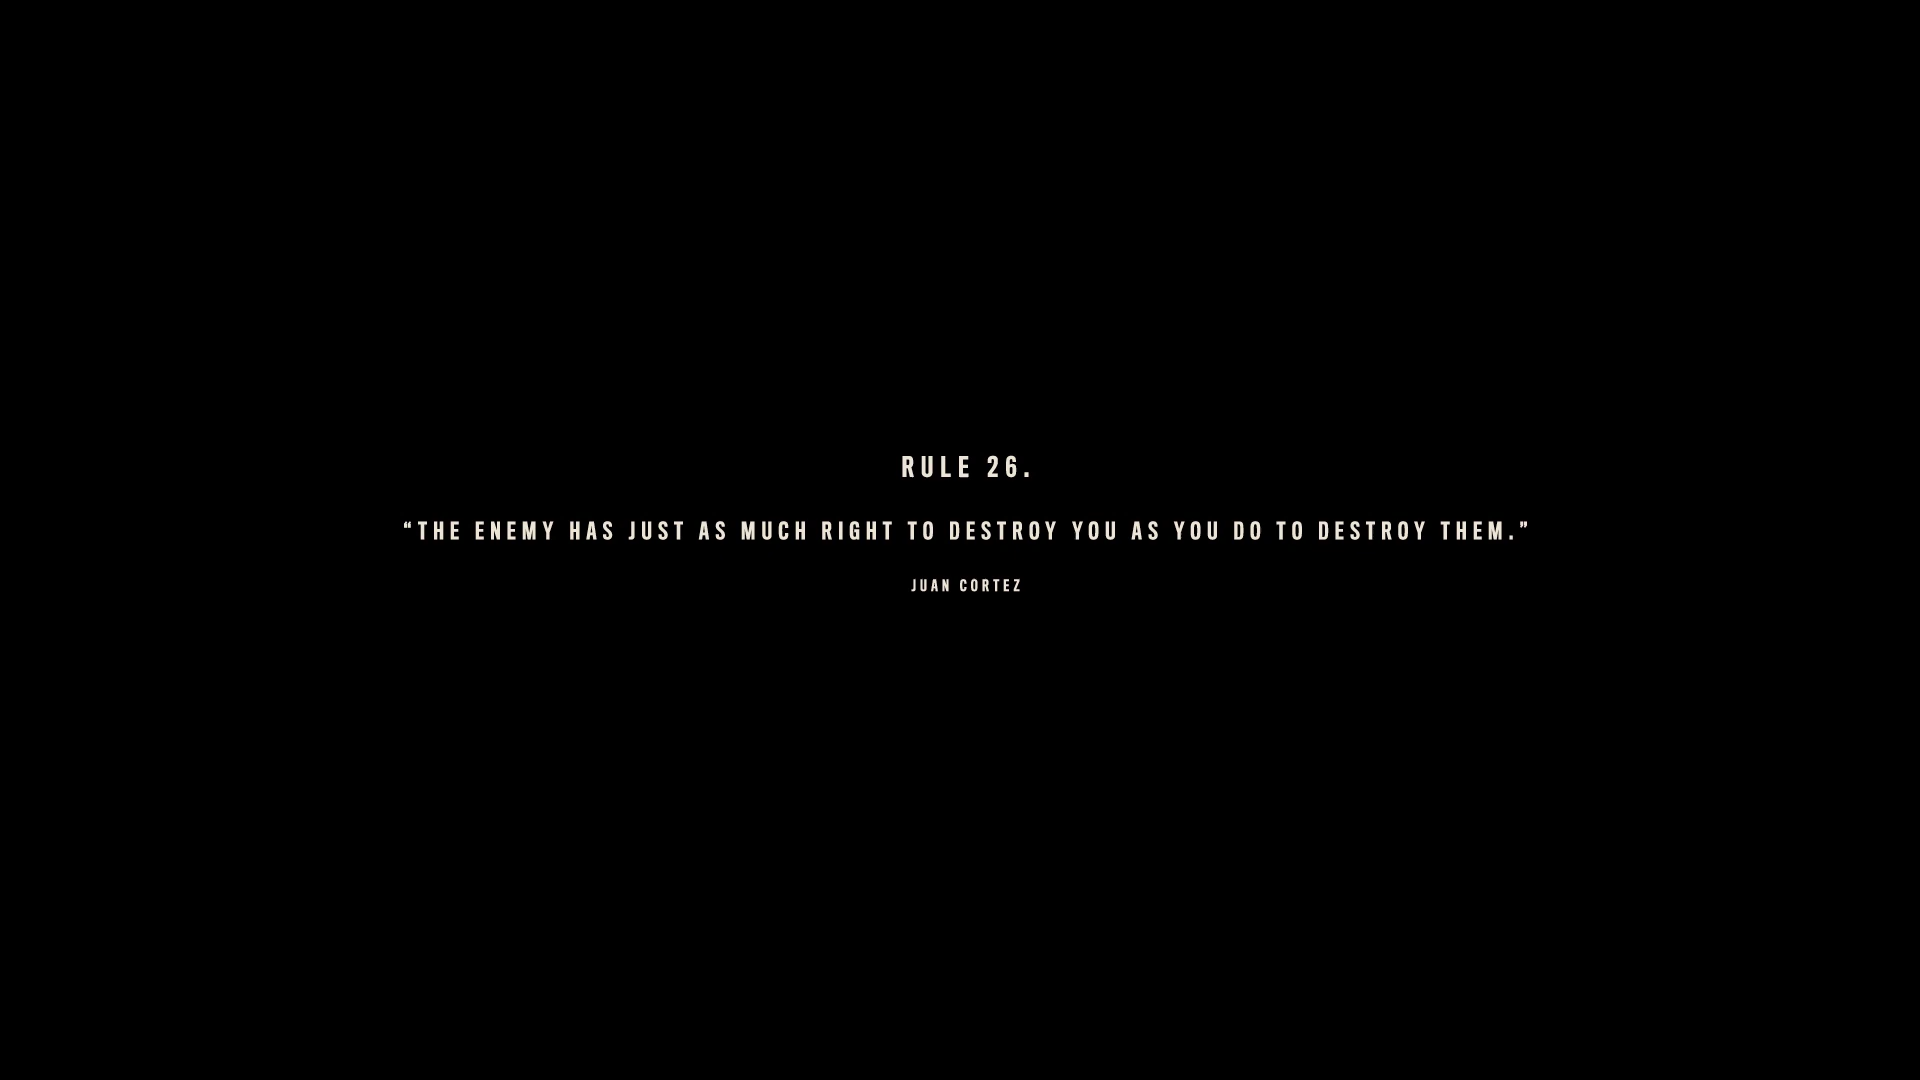 RULE 26.
“THE ENEMY HAS JUST AS MUCH RIGHT TO DESTROY YOU AS YOU DO TO DESTROY THEM.”
JUAN CORTEZ